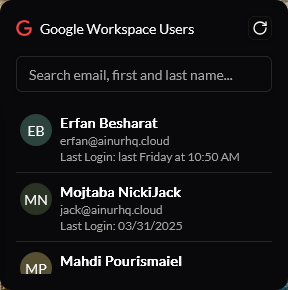 Google Workspace Users
Search email, first and last name...
EB
Erfan Besharat
erfan@ainurhq.cloud
Last Login: last Friday at 10:50 AM
MN
Mojtaba NickiJack
jack@ainurhq.cloud
Last Login: 03/31/2025
MP
Mahdi Pourismaiel